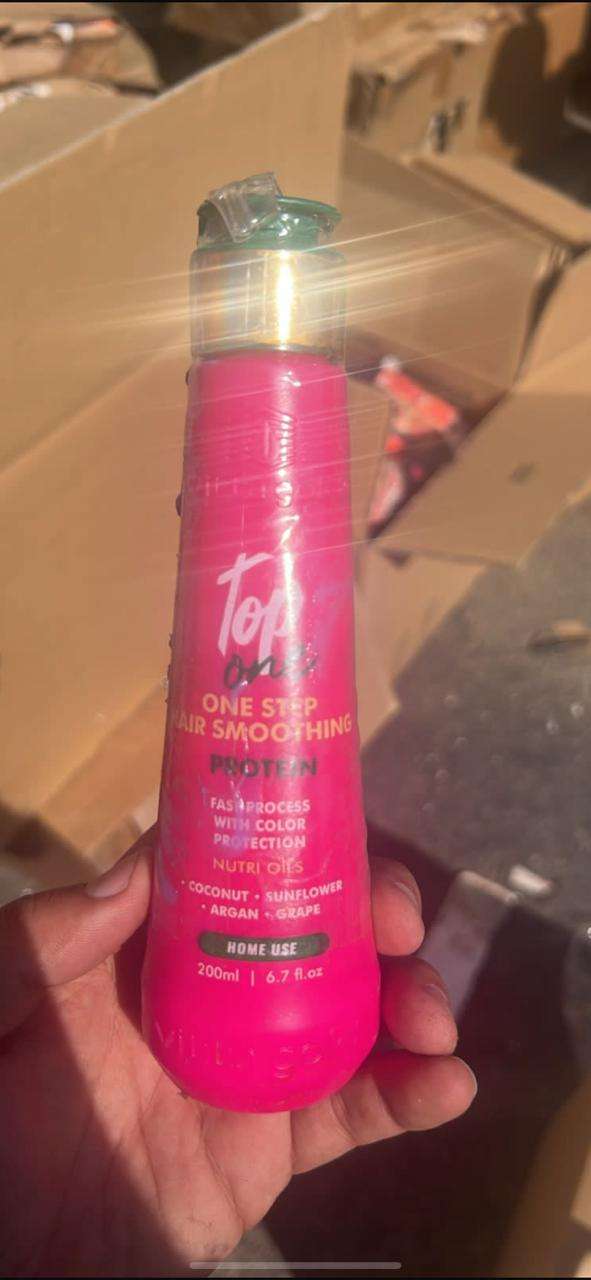 Top
one
ONE STEP
HAIR SMOOTHING
PROTEIN
FAST PROCESS
WITH COLOR
PROTECTION
NUTRI OILS
• COCONUT • SUNFLOWER
• ARGAN • GRAPE
HOME USE
200ml | 6.7 fl.oz